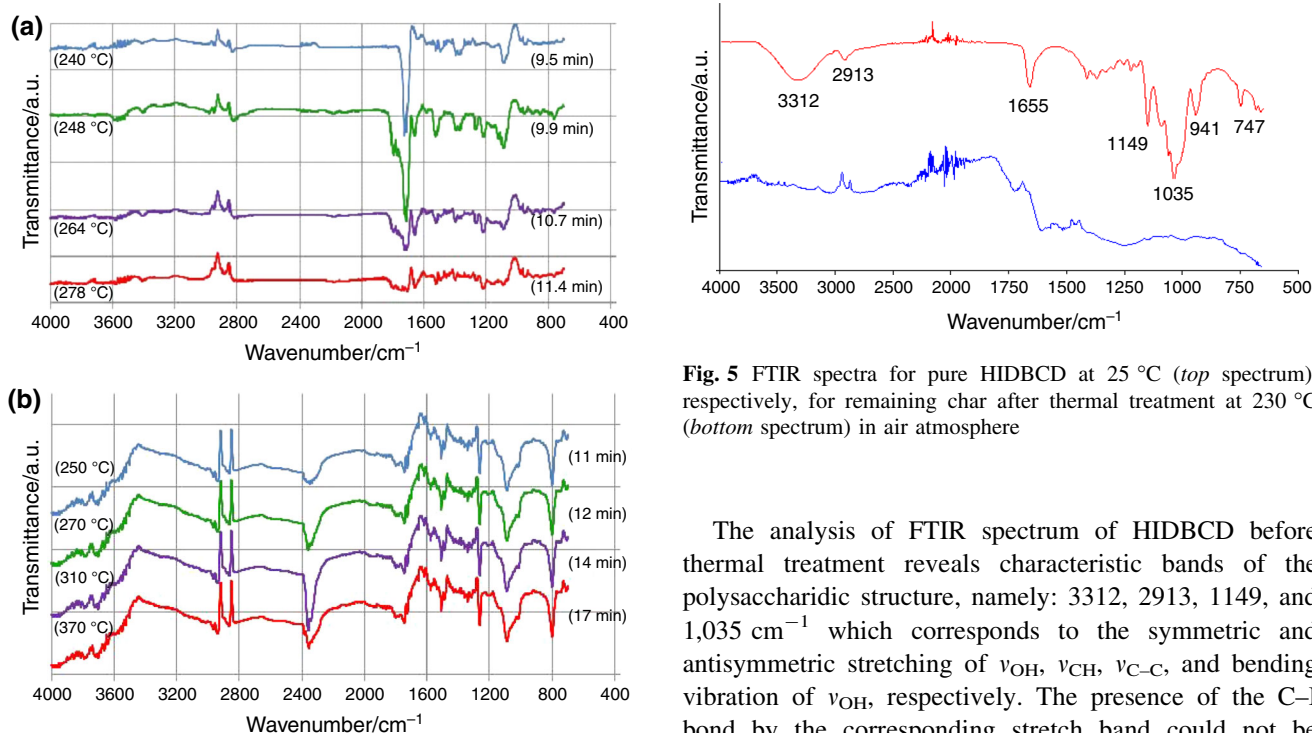 (a)
Transmittance/a.u.
(240 °C)
(9.5 min)
(248 °C)
(9.9 min)
(264 °C)
(10.7 min)
(278 °C)
(11.4 min)
4000 3600 3200 2800 2400 2000 1600 1200 800 400
Wavenumber/cm⁻¹
(b)
Transmittance/a.u.
(250 °C)
(11 min)
(270 °C)
(12 min)
(310 °C)
(14 min)
(370 °C)
(17 min)
4000 3600 3200 2800 2400 2000 1600 1200 800 400
Wavenumber/cm⁻¹
Transmittance/a.u.
3312
2913
1655
1149
1035
941
747
4000 3500 3000 2500 2000 1750 1500 1250 1000 750 500
Wavenumber/cm⁻¹
Fig. 5 FTIR spectra for pure HIDBCD at 25 °C (top spectrum)
respectively, for remaining char after thermal treatment at 230 °C
(bottom spectrum) in air atmosphere
The analysis of FTIR spectrum of HIDBCD before
thermal treatment reveals characteristic bands of the
polysaccharidic structure, namely: 3312, 2913, 1149, and
1,035 cm⁻¹ which corresponds to the symmetric and
antisymmetric stretching of νOH, νCH, νC–C, and bending
vibration of νOH, respectively. The presence of the C–I
bond by the corresponding stretch band could not be